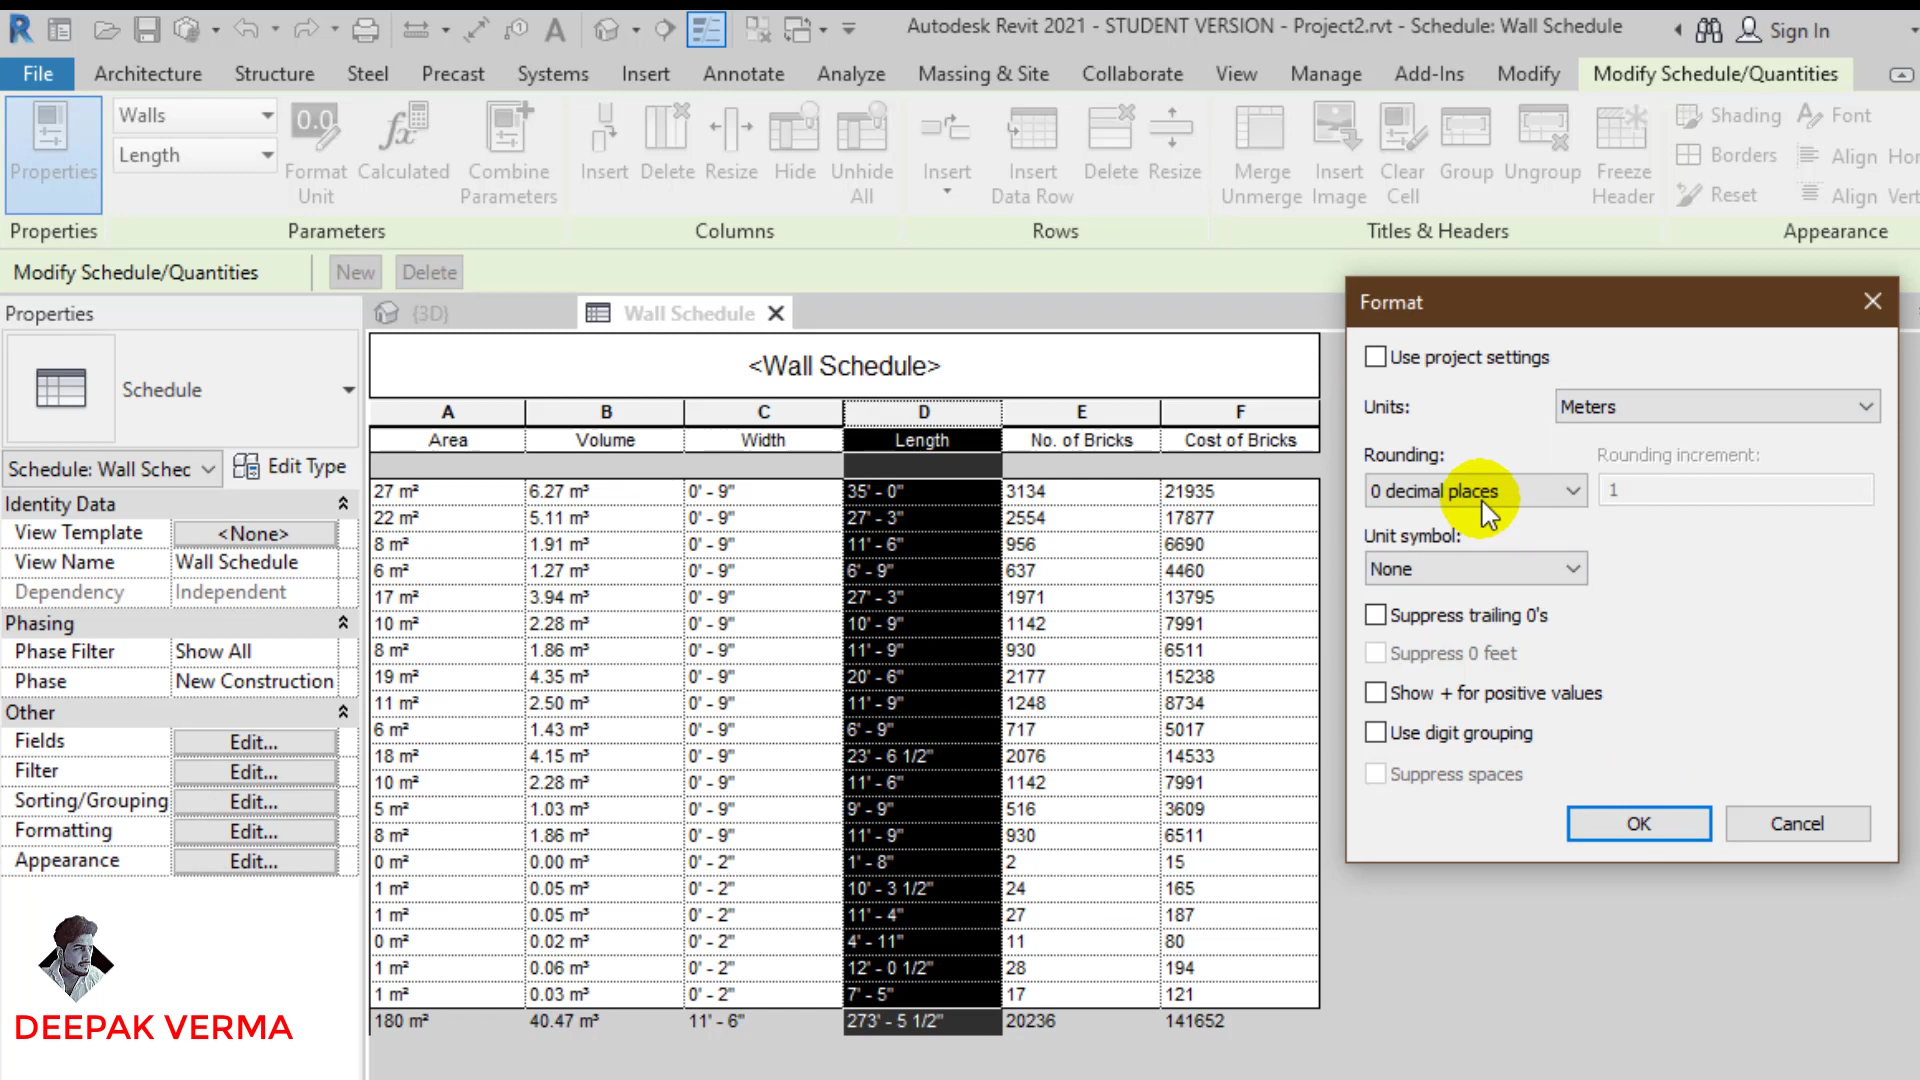 Autodesk Revit 2021 - STUDENT VERSION - Project2.rvt - Schedule: Wall Schedule
Sign In
File Architecture Structure Steel Precast Systems Insert Annotate Analyze Massing & Site Collaborate View Manage Add-Ins Modify Modify Schedule/Quantities
Walls
Length
Properties
Format Unit
Calculated
Combine Parameters
Insert Delete Resize Hide Unhide All
Insert
Insert Data Row
Delete Resize
Merge Unmerge
Insert Image
Clear Cell
Group Ungroup
Freeze Header
Shading
Borders
Reset
Font
Align Hor
Align Vert
Properties Parameters Columns Rows Titles & Headers Appearance
Modify Schedule/Quantities New Delete
Properties
{3D} Wall Schedule
Schedule
Schedule: Wall Schec Edit Type
Identity Data
View Template <None>
View Name Wall Schedule
Dependency Independent
Phasing
Phase Filter Show All
Phase New Construction
Other
Fields Edit...
Filter Edit...
Sorting/Grouping Edit...
Formatting Edit...
Appearance Edit...
DEEPAK VERMA
<Wall Schedule>
A B C D E F
Area Volume Width Length No. of Bricks Cost of Bricks
27 m² 6.27 m³ 0' - 9" 35' - 0" 3134 21935
22 m² 5.11 m³ 0' - 9" 27' - 3" 2554 17877
8 m² 1.91 m³ 0' - 9" 11' - 6" 956 6690
6 m² 1.27 m³ 0' - 9" 6' - 9" 637 4460
17 m² 3.94 m³ 0' - 9" 27' - 3" 1971 13795
10 m² 2.28 m³ 0' - 9" 10' - 9" 1142 7991
8 m² 1.86 m³ 0' - 9" 11' - 9" 930 6511
19 m² 4.35 m³ 0' - 9" 20' - 6" 2177 15238
11 m² 2.50 m³ 0' - 9" 11' - 9" 1248 8734
6 m² 1.43 m³ 0' - 9" 6' - 9" 717 5017
18 m² 4.15 m³ 0' - 9" 23' - 6 1/2" 2076 14533
10 m² 2.28 m³ 0' - 9" 11' - 6" 1142 7991
5 m² 1.03 m³ 0' - 9" 9' - 9" 516 3609
8 m² 1.86 m³ 0' - 9" 11' - 9" 930 6511
0 m² 0.00 m³ 0' - 2" 1' - 8" 2 15
1 m² 0.05 m³ 0' - 2" 10' - 3 1/2" 24 165
1 m² 0.05 m³ 0' - 2" 11' - 4" 27 187
0 m² 0.02 m³ 0' - 2" 4' - 11" 11 80
1 m² 0.06 m³ 0' - 2" 12' - 0 1/2" 28 194
1 m² 0.03 m³ 0' - 2" 7' - 5" 17 121
180 m² 40.47 m³ 11' - 6" 273' - 5 1/2" 20236 141652
Format
Use project settings
Units: Meters
Rounding: Rounding increment:
0 decimal places 1
Unit symbol:
None
Suppress trailing 0's
Suppress 0 feet
Show + for positive values
Use digit grouping
Suppress spaces
OK Cancel